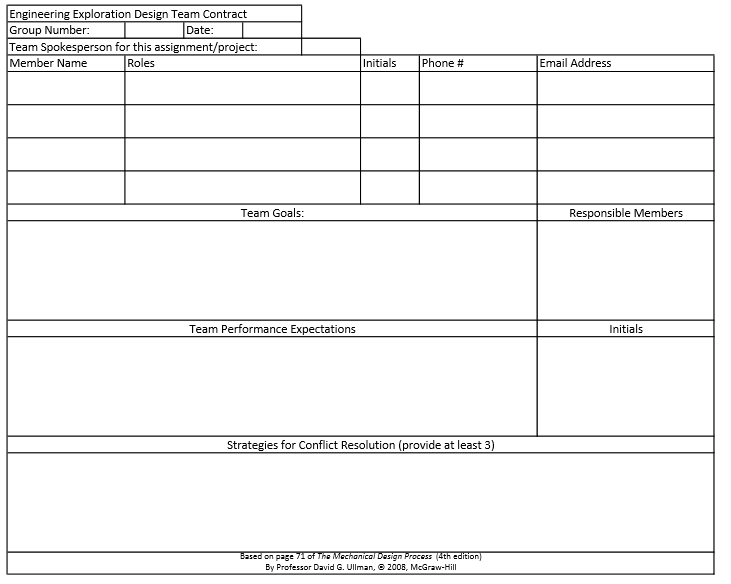 Engineering Exploration Design Team Contract
Group Number: Date:
Team Spokesperson for this assignment/project:
Member Name Roles Initials Phone # Email Address
Team Goals: Responsible Members
Team Performance Expectations Initials
Strategies for Conflict Resolution (provide at least 3)
Based on page 71 of The Mechanical Design Process (4th edition)
By Professor David G. Ullman, © 2008, McGraw-Hill